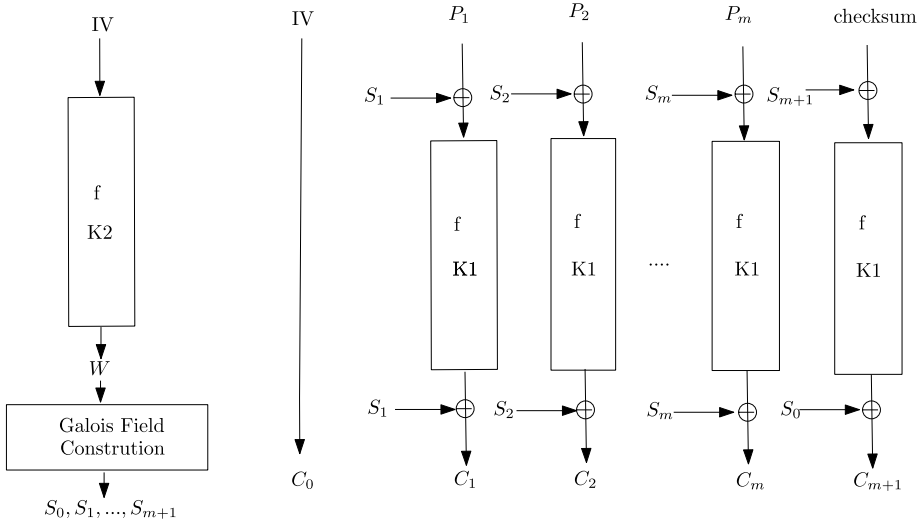 IV
f
K2
W
Galois Field
Constrution
S₀, S₁, ..., Sₘ₊₁
IV
C₀
P₁
S₁
f
K1
S₁
C₁
P₂
S₂
f
K1
S₂
C₂
....
Pₘ
Sₘ
f
K1
Sₘ
Cₘ
checksum
Sₘ₊₁
f
K1
S₀
Cₘ₊₁